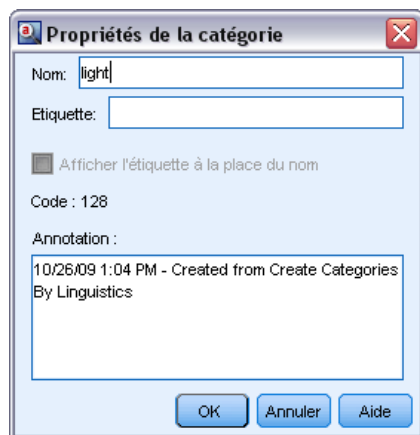 Propriétés de la catégorie
Nom: light
Etiquette:
Afficher l'étiquette à la place du nom
Code : 128
Annotation :
10/26/09 1:04 PM - Created from Create Categories
By Linguistics
OK Annuler Aide